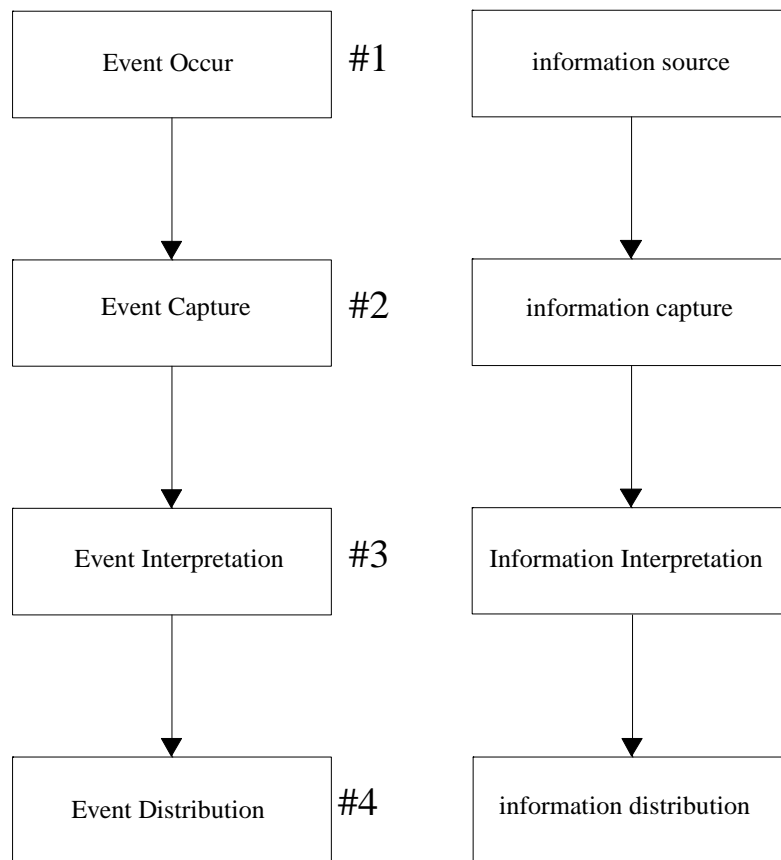 Event Occur
#1
information source
Event Capture
#2
information capture
Event Interpretation
#3
Information Interpretation
Event Distribution
#4
information distribution